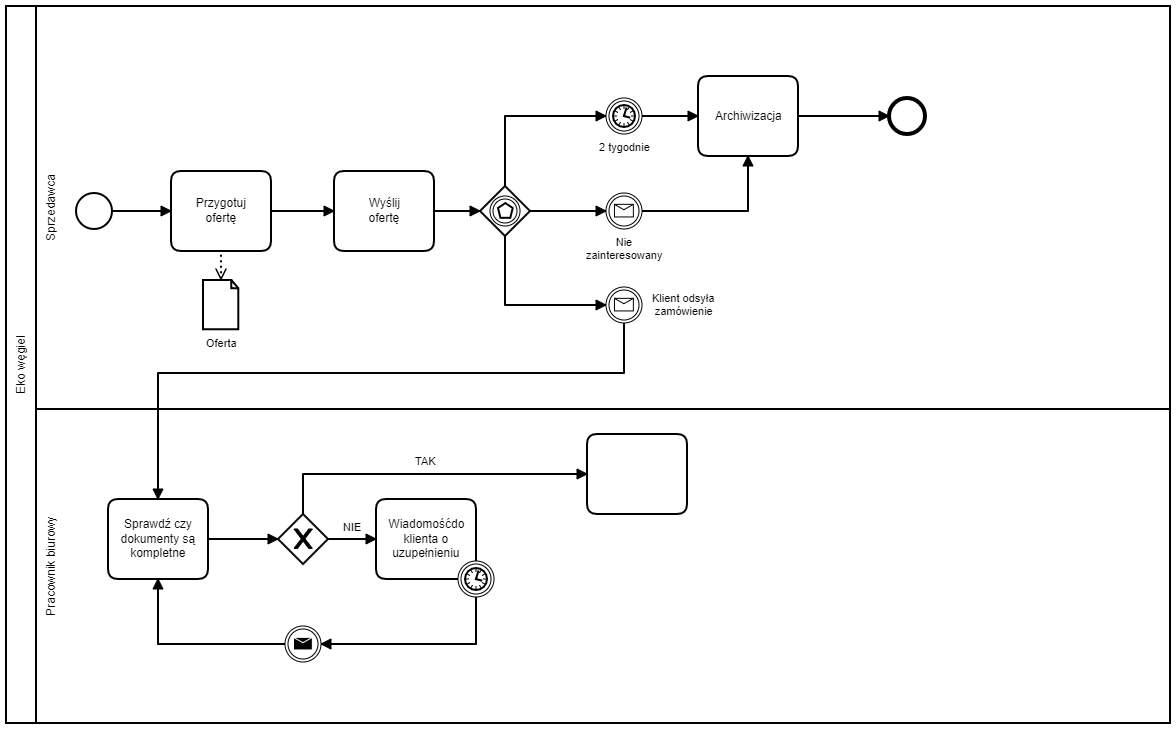 Eko węgiel
Sprzedawca
Przygotuj
ofertę
Wyślij
ofertę
Oferta
2 tygodnie
Archiwizacja
Nie
zainteresowany
Klient odsyła
zamówienie
Pracownik biurowy
Sprawdź czy
dokumenty są
kompletne
TAK
NIE
Wiadomośćdo
klienta o
uzupełnieniu